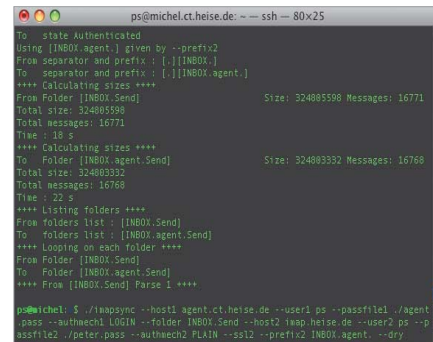 ps@michel.ct.heise.de: ~ — ssh — 80×25
To   state Authenticated
Using [INBOX.agent.] given by --prefix2
From separator and prefix : [.][INBOX.]
To   separator and prefix : [.][INBOX.agent.]
++++ Calculating sizes ++++
From Folder [INBOX.Send]                Size: 324805598 Messages: 16771
Total size: 324805598
Total messages: 16771
Time : 18 s
++++ Calculating sizes ++++
To   Folder [INBOX.agent.Send]          Size: 324803332 Messages: 16768
Total size: 324803332
Total messages: 16768
Time : 22 s
++++ Listing folders ++++
From folders list : [INBOX.Send]
To   folders list : [INBOX.agent.Send]
++++ Looping on each folder ++++
From Folder [INBOX.Send]
To   Folder [INBOX.agent.Send]
++++ From [INBOX.Send] Parse 1 ++++
ps@michel: $ ./imapsync --host1 agent.ct.heise.de --user1 ps --passfile1 ./agent
.pass --authmech1 LOGIN --folder INBOX.Send --host2 imap.heise.de --user2 ps --p
assfile2 ./peter.pass --authmech2 PLAIN --ssl2 --prefix2 INBOX.agent. --dry